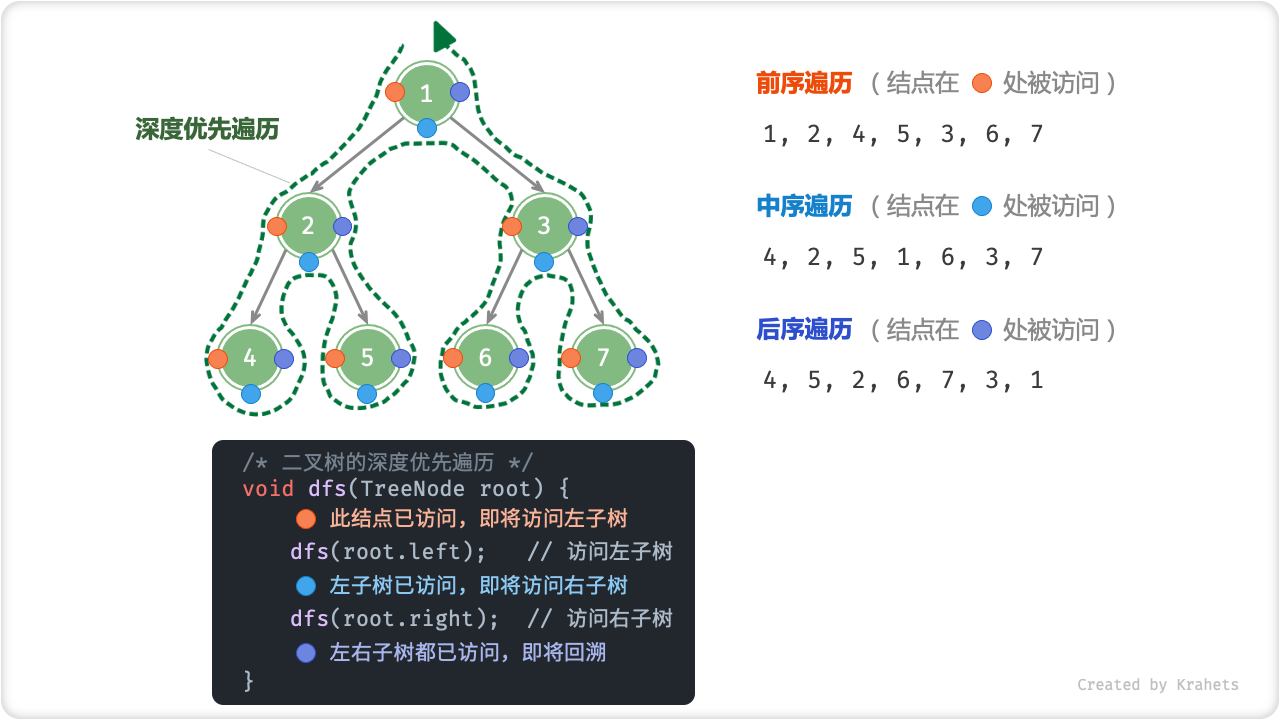 深度优先遍历
1
2
3
4
5
6
7
前序遍历 （ 结点在 处被访问 ）
1, 2, 4, 5, 3, 6, 7
中序遍历 （ 结点在 处被访问 ）
4, 2, 5, 1, 6, 3, 7
后序遍历 （ 结点在 处被访问 ）
4, 5, 2, 6, 7, 3, 1
/* 二叉树的深度优先遍历 */
void dfs(TreeNode root) {
此结点已访问，即将访问左子树
dfs(root.left); // 访问左子树
左子树已访问，即将访问右子树
dfs(root.right); // 访问右子树
左右子树都已访问，即将回溯
}
Created by Krahets